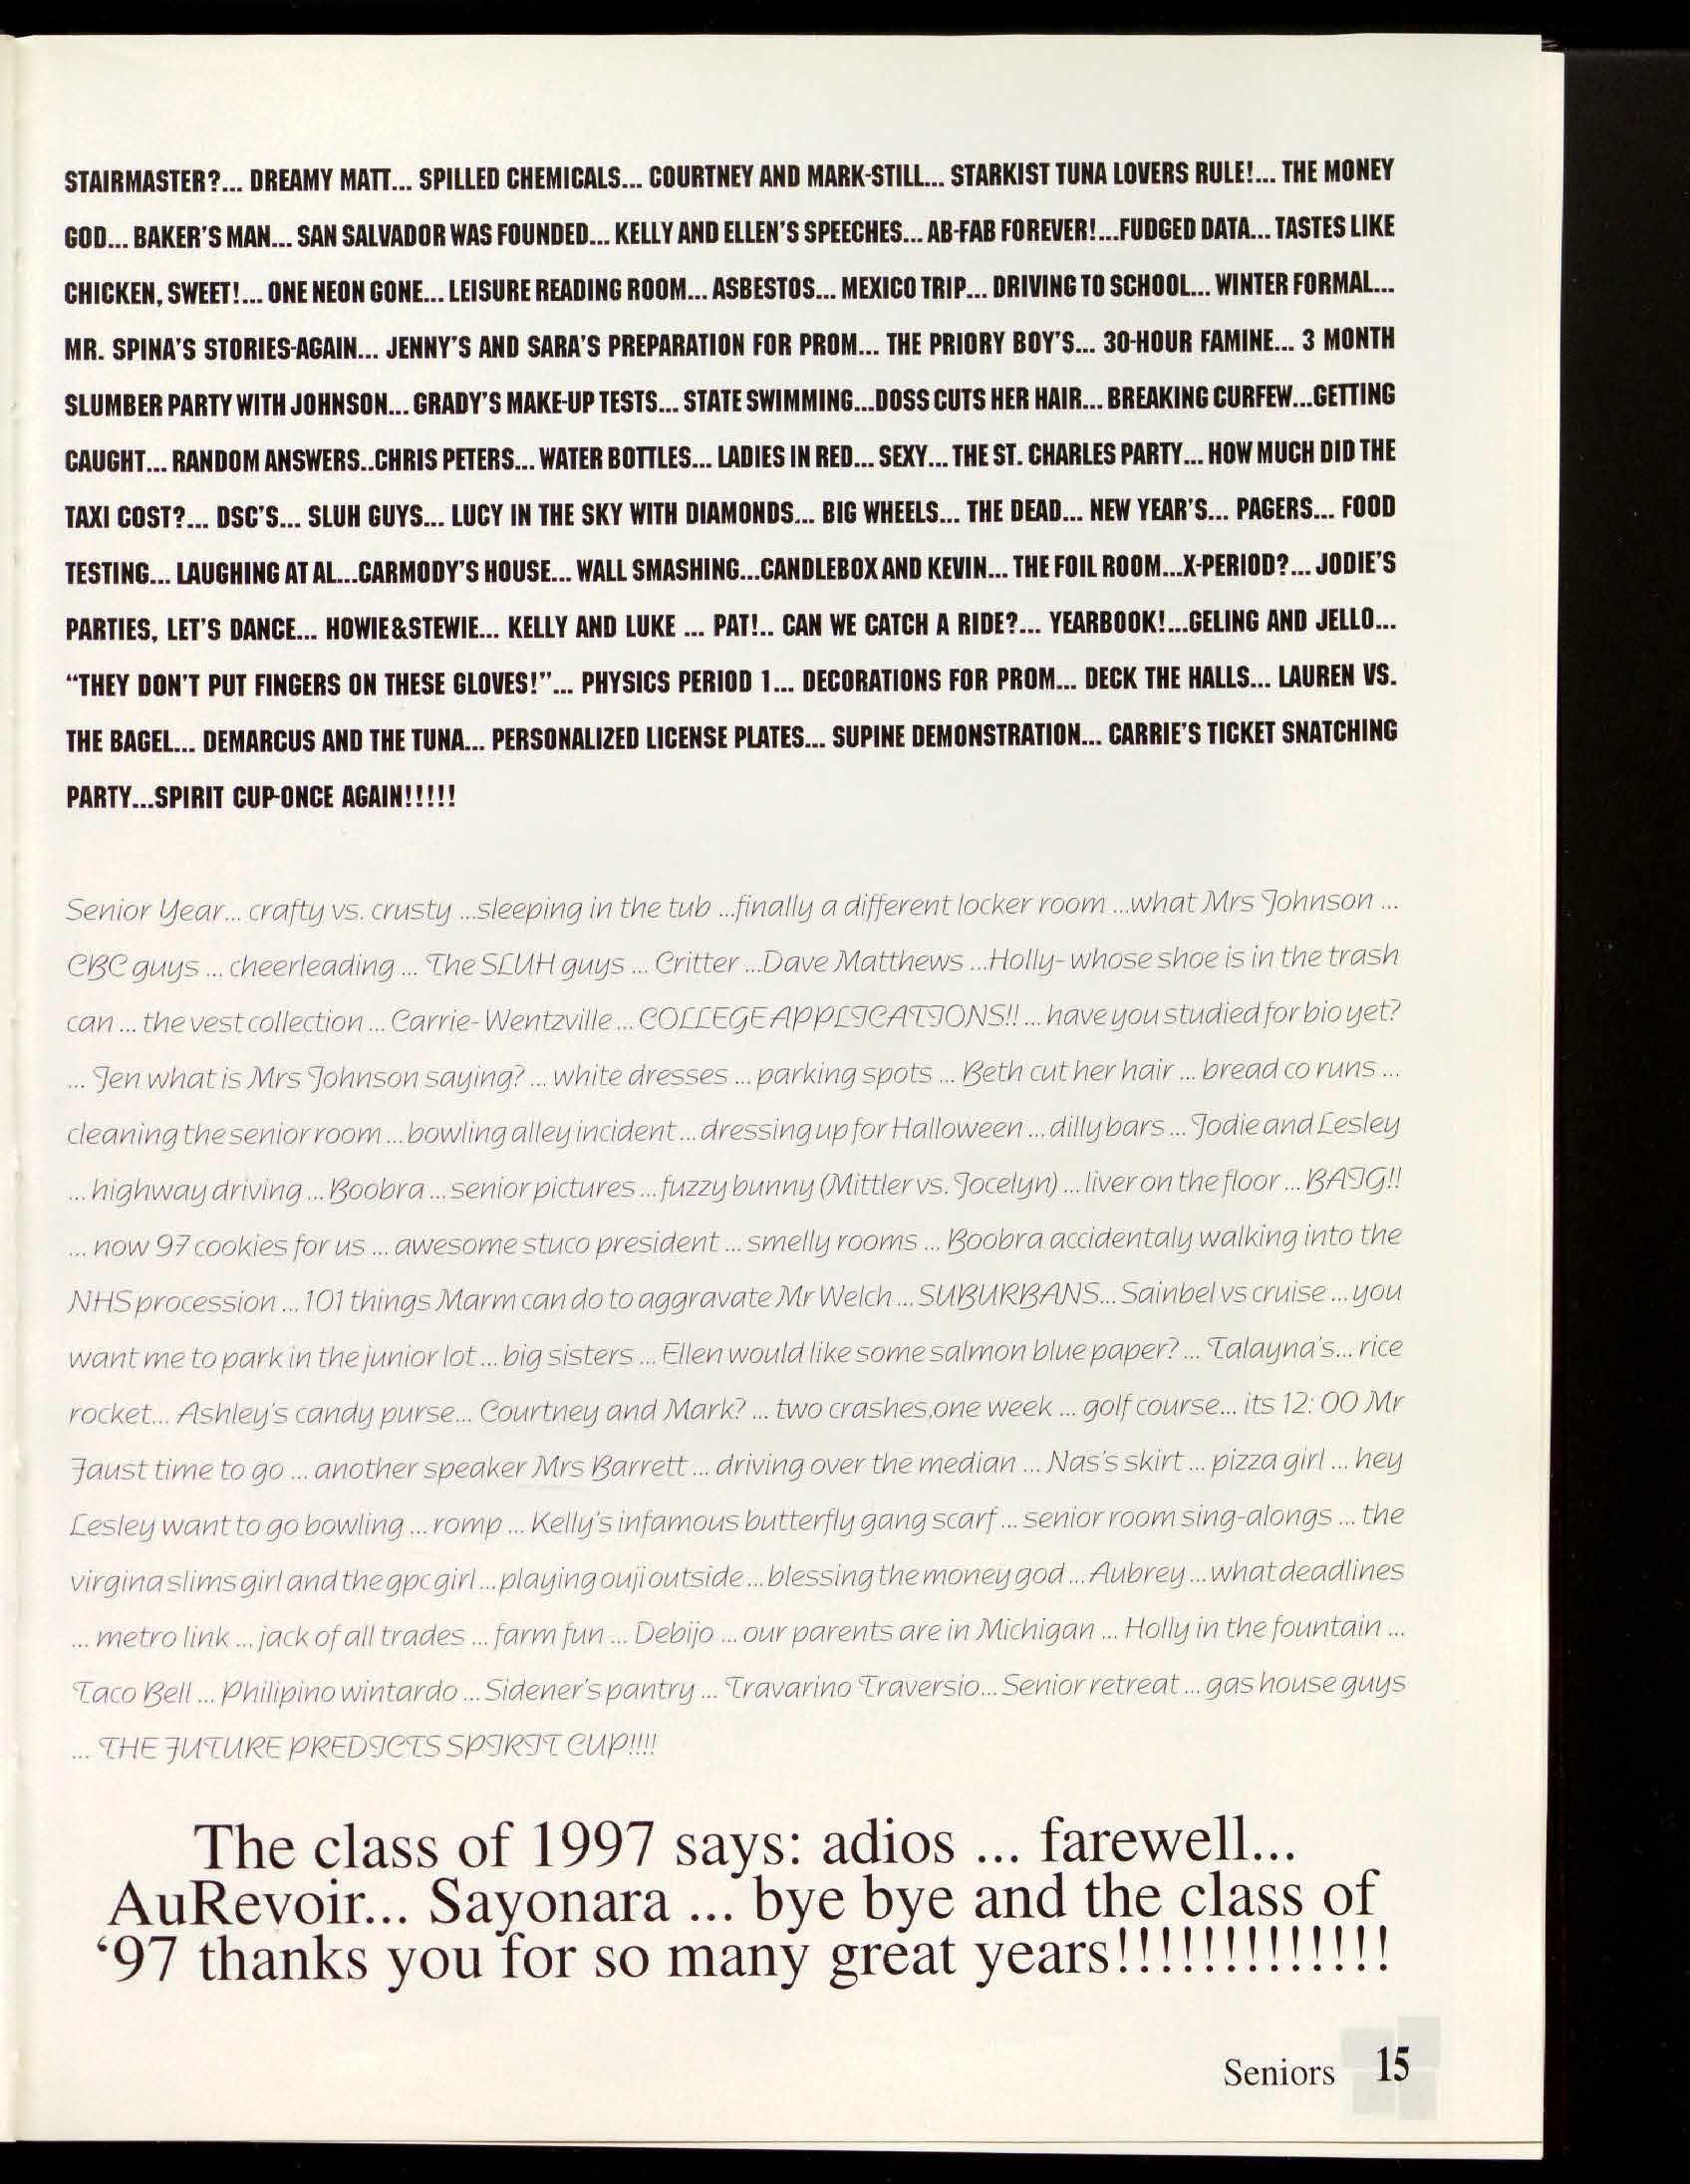 STAIRMASTER?... DREAMY MATT... SPILLED CHEMICALS... COURTNEY AND MARK-STILL... STARKIST TUNA LOVERS RULE!... THE MONEY
GOD... BAKER'S MAN... SAN SALVADOR WAS FOUNDED... KELLY AND ELLEN'S SPEECHES... AB-FAB FOREVER!...FUDGED DATA... TASTES LIKE
CHICKEN, SWEET!... ONE NEON GONE... LEISURE READING ROOM... ASBESTOS... MEXICO TRIP... DRIVING TO SCHOOL... WINTER FORMAL...
MR. SPINA'S STORIES-AGAIN... JENNY'S AND SARA'S PREPARATION FOR PROM... THE PRIORY BOY'S... 30-HOUR FAMINE... 3 MONTH
SLUMBER PARTY WITH JOHNSON... GRADY'S MAKE-UP TESTS... STATE SWIMMING...DOSS CUTS HER HAIR... BREAKING CURFEW...GETTING
CAUGHT... RANDOM ANSWERS..CHRIS PETERS... WATER BOTTLES... LADIES IN RED... SEXY... THE ST. CHARLES PARTY... HOW MUCH DID THE
TAXI COST?... DSC'S... SLUH GUYS... LUCY IN THE SKY WITH DIAMONDS... BIG WHEELS... THE DEAD... NEW YEAR'S... PAGERS... FOOD
TESTING... LAUGHING AT AL...CARMODY'S HOUSE... WALL SMASHING...CANDLEBOX AND KEVIN... THE FOIL ROOM...X-PERIOD?... JODIE'S
PARTIES, LET'S DANCE... HOWIE&STEWIE... KELLY AND LUKE ... PAT!.. CAN WE CATCH A RIDE?... YEARBOOK!...GELING AND JELLO...
“THEY DON'T PUT FINGERS ON THESE GLOVES!”... PHYSICS PERIOD 1... DECORATIONS FOR PROM... DECK THE HALLS... LAUREN VS.
THE BAGEL... DEMARCUS AND THE TUNA... PERSONALIZED LICENSE PLATES... SUPINE DEMONSTRATION... CARRIE'S TICKET SNATCHING
PARTY...SPIRIT CUP-ONCE AGAIN!!!!!
Senior Year... crafty vs. crusty ...sleeping in the tub ...finally a different locker room ...what Mrs Johnson ...
CBC guys ... cheerleading ... The SLUH guys ... Critter ...Dave Matthews ...Holly- whose shoe is in the trash
can ... the vest collection ... Carrie- Wentzville ... COLLEGE APPLICATIONS!! ... have you studied for bio yet?
... Jen what is Mrs Johnson saying? ... white dresses ... parking spots ... Beth cut her hair ... bread co runs ...
cleaning the senior room ... bowling alley incident ... dressing up for Halloween ... dilly bars ... Jodie and Lesley
... highway driving ... Boobra ... senior pictures ... fuzzy bunny (Mittler vs. Jocelyn) ... liver on the floor ... BAIG!!
... now 97 cookies for us ... awesome stuco president ... smelly rooms ... Boobra accidentaly walking into the
NHS procession ... 101 things Marm can do to aggravate Mr Welch ... SUBURBANS... Sainbel vs cruise ... you
want me to park in the junior lot ... big sisters ... Ellen would like some salmon blue paper? ... Talayna's... rice
rocket... Ashley's candy purse... Courtney and Mark? ... two crashes,one week ... golf course... its 12: 00 Mr
Faust time to go ... another speaker Mrs Barrett ... driving over the median ... Nas's skirt ... pizza girl ... hey
Lesley want to go bowling ... romp ... Kelly's infamous butterfly gang scarf ... senior room sing-alongs ... the
virgina slims girl and the gpc girl ... playing ouji outside ... blessing the money god ... Aubrey ... what deadlines
... metro link ... jack of all trades ... farm fun ... Debijo ... our parents are in Michigan ... Holly in the fountain ...
Taco Bell ... Philipino wintardo ... Sidener's pantry ... Travarino Traversio... Senior retreat ... gas house guys
... THE FUTURE PREDICTS SPIRIT CUP!!!!
The class of 1997 says: adios ... farewell...
AuRevoir... Sayonara ... bye bye and the class of
‘97 thanks you for so many great years!!!!!!!!!!!!!
Seniors 15